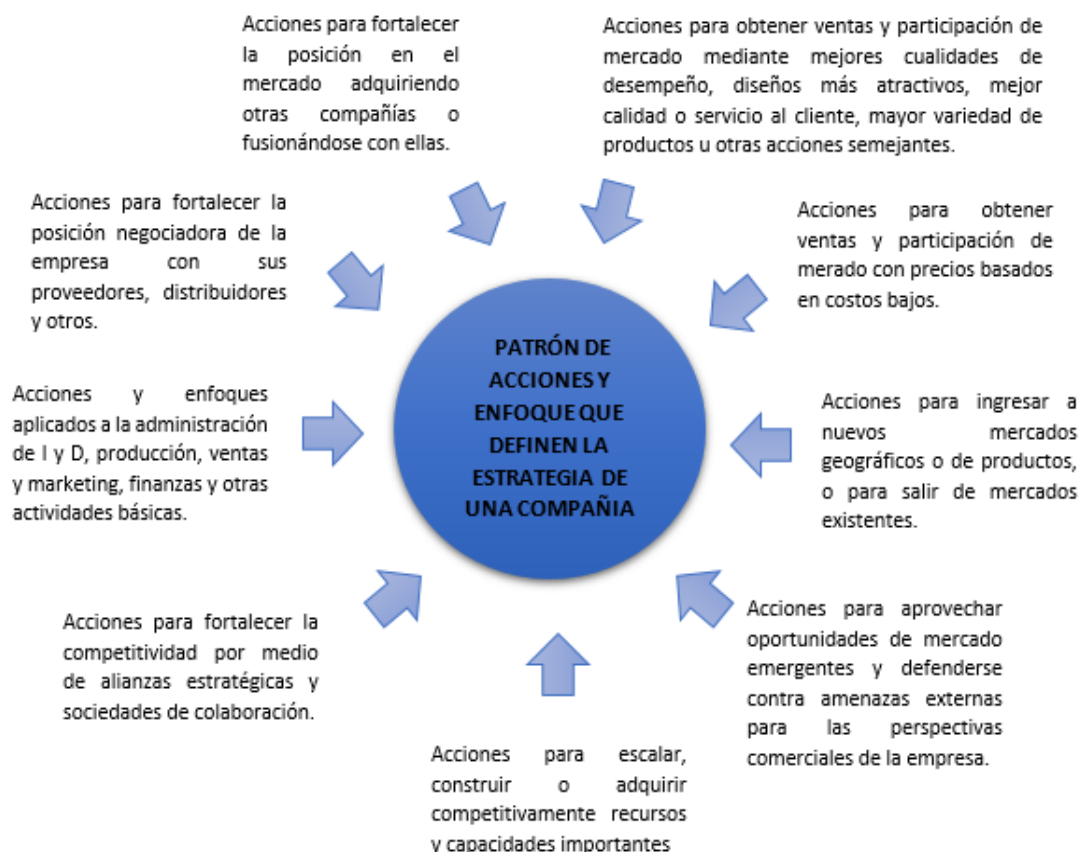 Acciones para fortalecer
la posición en el
mercado adquiriendo
otras compañías o
fusionándose con ellas.
Acciones para obtener ventas y participación de
mercado mediante mejores cualidades de
desempeño, diseños más atractivos, mejor
calidad o servicio al cliente, mayor variedad de
productos u otras acciones semejantes.
Acciones para fortalecer la
posición negociadora de la
empresa con sus
proveedores, distribuidores
y otros.
Acciones para obtener
ventas y participación de
merado con precios basados
en costos bajos.
PATRÓN DE
ACCIONES Y
ENFOQUE QUE
DEFINEN LA
ESTRATEGIA DE
UNA COMPAÑIA
Acciones y enfoques
aplicados a la administración
de I y D, producción, ventas
y marketing, finanzas y otras
actividades básicas.
Acciones para ingresar a
nuevos mercados
geográficos o de productos,
o para salir de mercados
existentes.
Acciones para fortalecer la
competitividad por medio
de alianzas estratégicas y
sociedades de colaboración.
Acciones para aprovechar
oportunidades de mercado
emergentes y defenderse
contra amenazas externas
para las perspectivas
comerciales de la empresa.
Acciones para escalar,
construir o adquirir
competitivamente recursos
y capacidades importantes